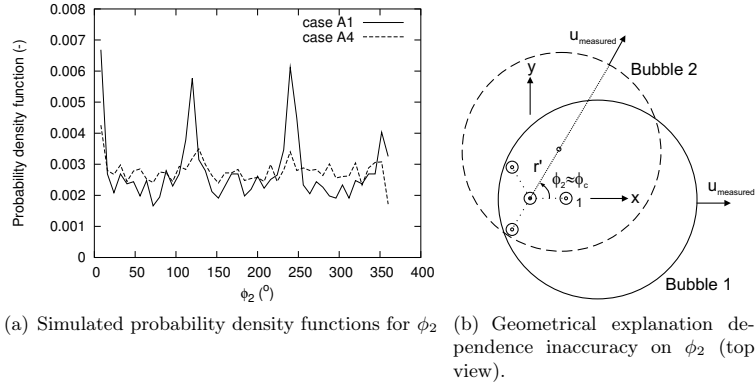 0.008
0.007
0.006
0.005
0.004
0.003
0.002
0.001
0
0 50 100 150 200 250 300 350 400
Probability density function (-)
ϕ₂ (°)
case A1
case A4
u measured
Bubble 2
y
r'
ϕ₂≈ϕc
1
x
u measured
Bubble 1
(a) Simulated probability density functions for ϕ₂
(b) Geometrical explanation de-
pendence inaccuracy on ϕ₂ (top
view).